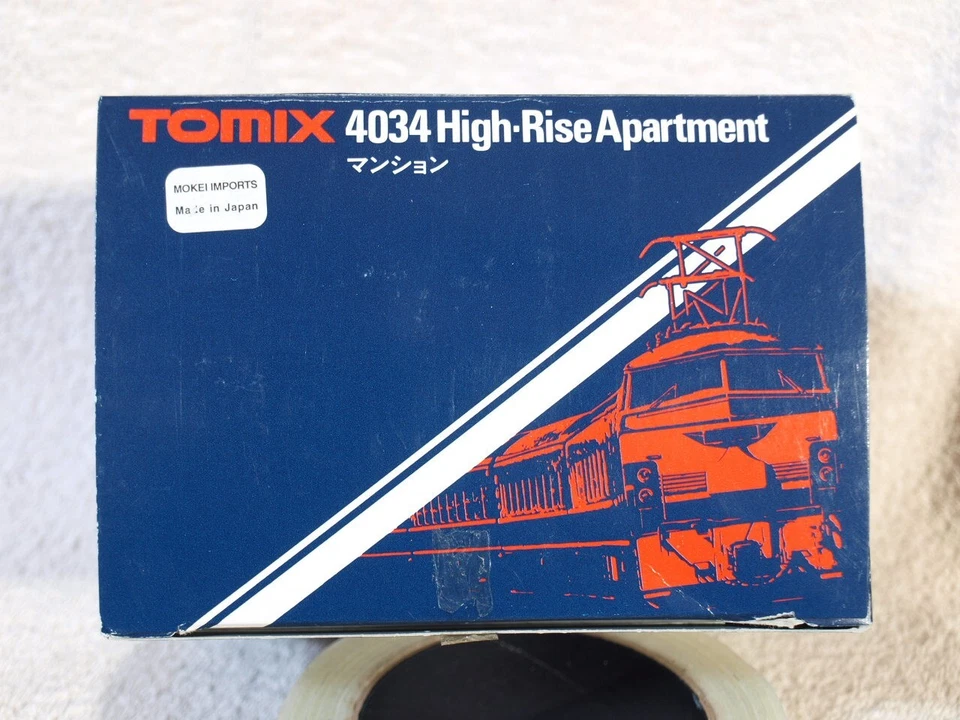 TOMIX 4034 High-Rise Apartment
マンション
MOKEI IMPORTS
Made in Japan